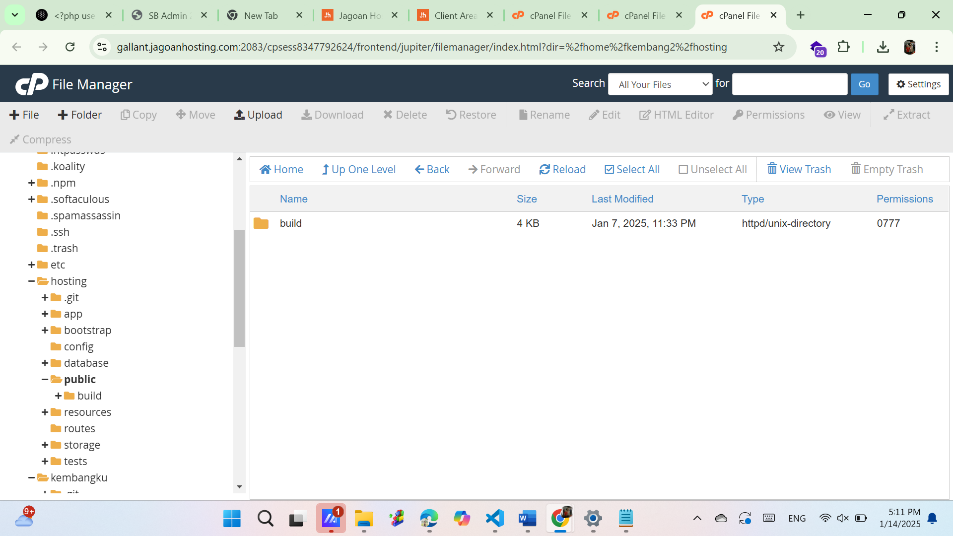 <?php use
SB Admin
New Tab
Jagoan Ho
Client Area
cPanel File
cPanel File
cPanel File
gallant.jagoanhosting.com:2083/cpsess8347792624/frontend/jupiter/filemanager/index.html?dir=%2fhome%2fkembang2%2fhosting
20
cP File Manager
Search All Your Files for Go Settings
File Folder Copy Move Upload Download Delete Restore Rename Edit HTML Editor Permissions View Extract
Compress
.koality
.npm
.softaculous
.spamassassin
.ssh
.trash
etc
hosting
.git
app
bootstrap
config
database
public
build
resources
routes
storage
tests
kembangku
.git
Home Up One Level Back Forward Reload Select All Unselect All View Trash Empty Trash
Name Size Last Modified Type Permissions
build 4 KB Jan 7, 2025, 11:33 PM httpd/unix-directory 0777
9+
1
ENG
5:11 PM
1/14/2025